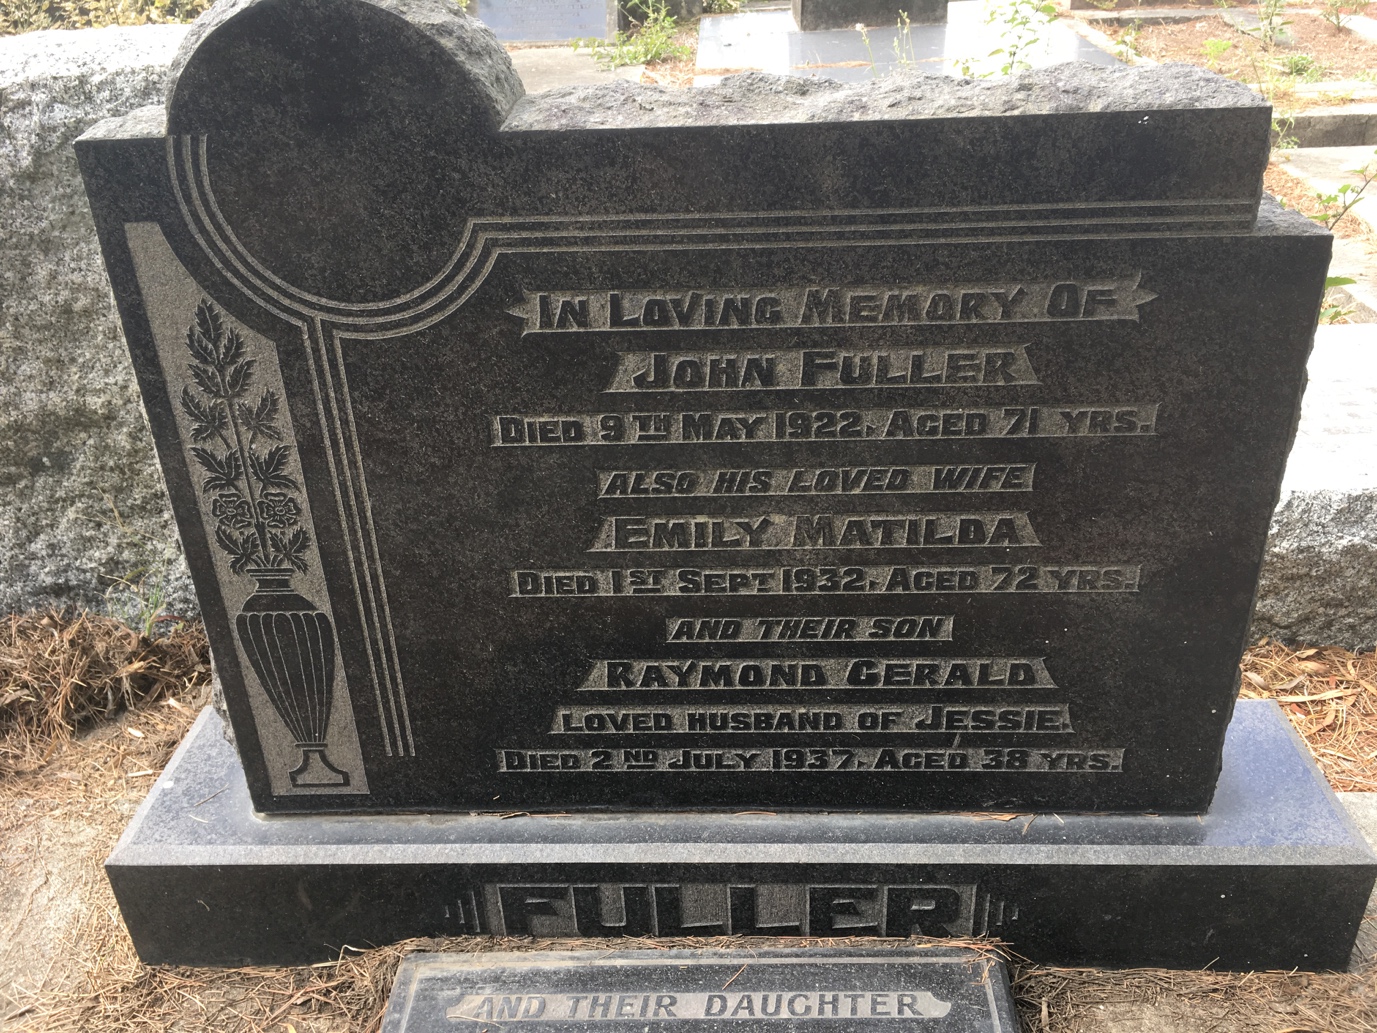 In Loving Memory Of
John Fuller
Died 9th May 1922, Aged 71 yrs.
also his loved wife
Emily Matilda
Died 1st Sept 1932, Aged 72 yrs.
and their son
Raymond Gerald
loved husband of Jessie.
Died 2nd July 1937, Aged 38 yrs.
FULLER
And their Daughter